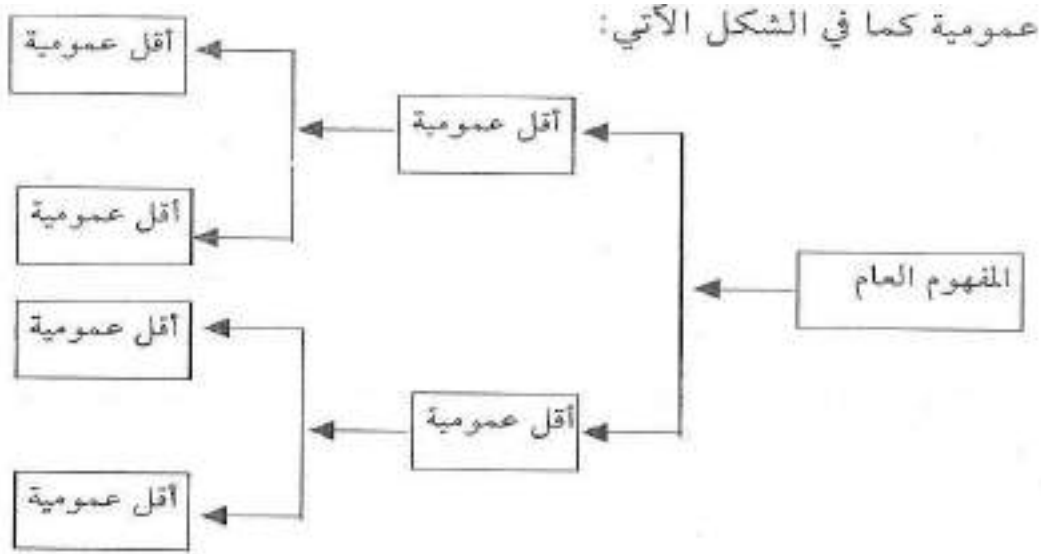 عمومية كما في الشكل الآتي:
المفهوم العام
أقل عمومية
أقل عمومية
أقل عمومية
أقل عمومية
أقل عمومية
أقل عمومية